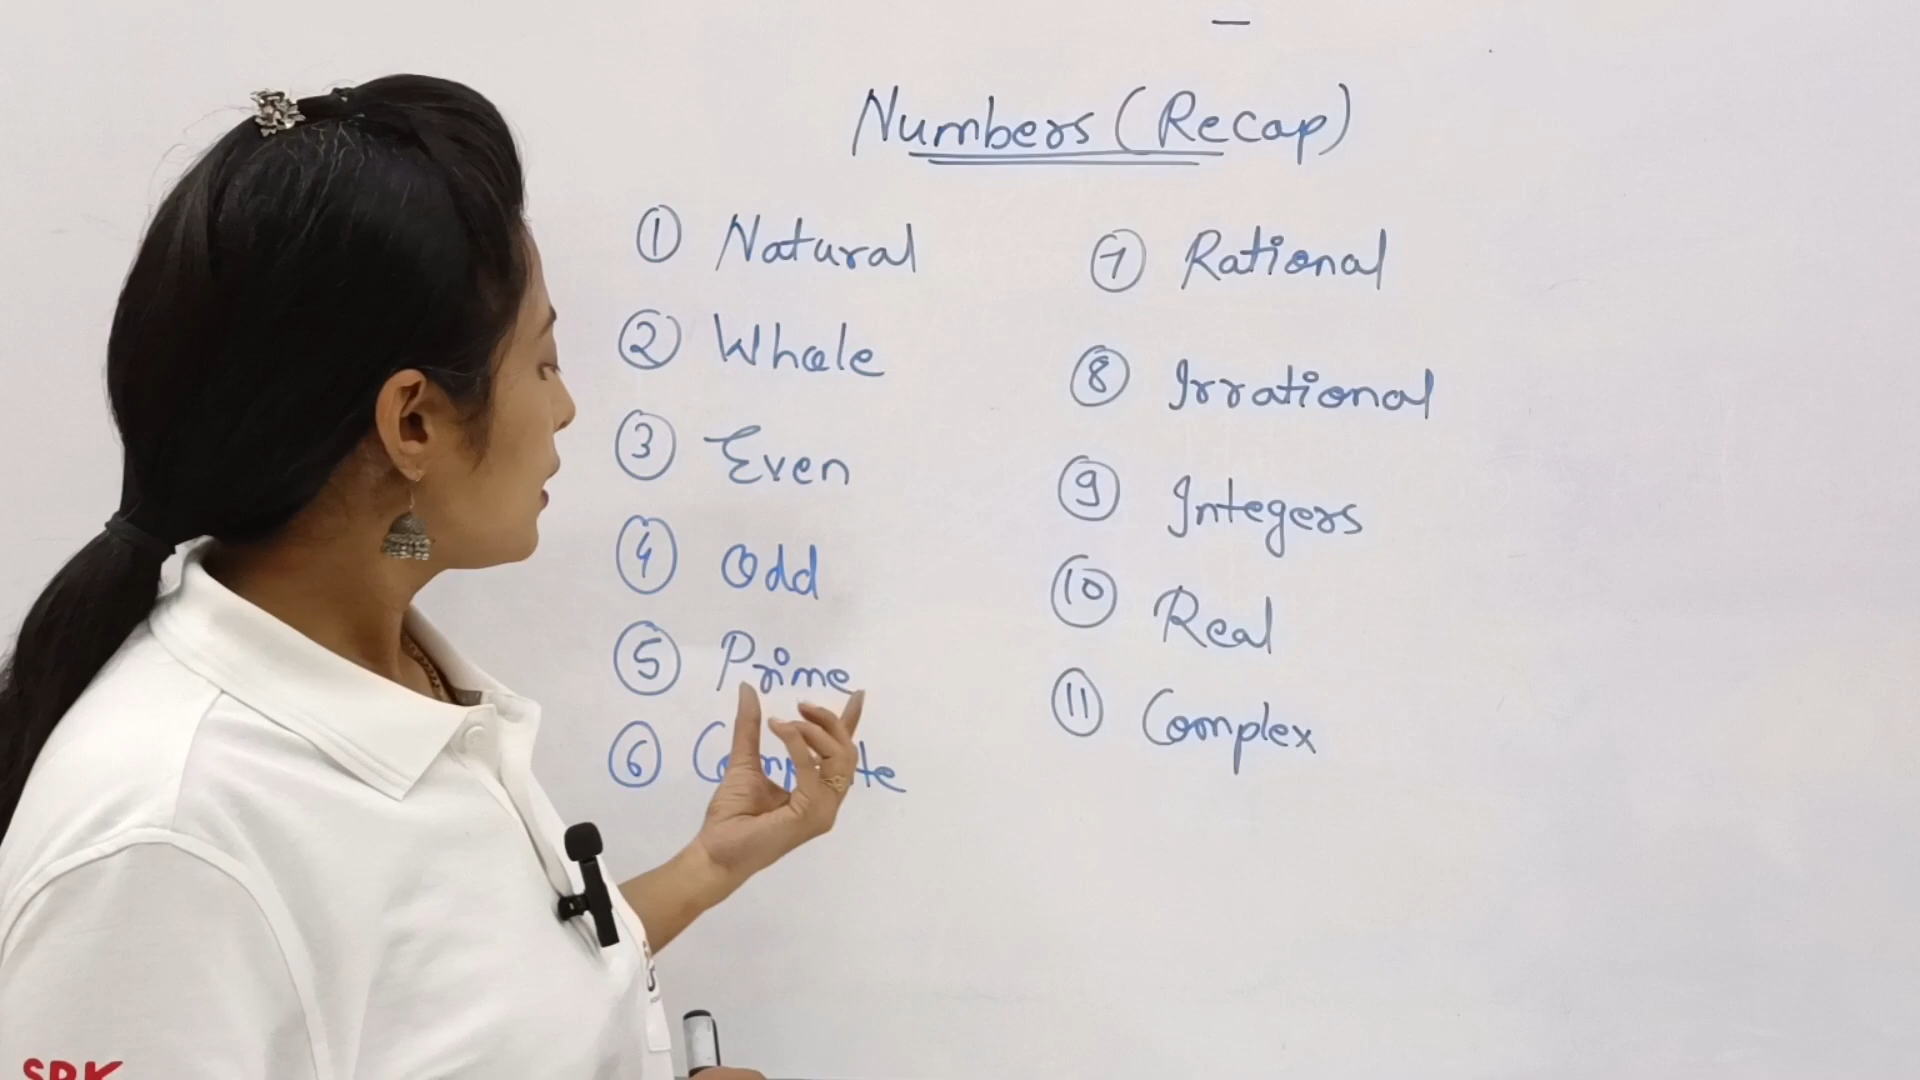 Numbers (Recap)
① Natural
② Whole
③ Even
④ Odd
⑤ Prime
⑥
⑦ Rational
⑧ Irrational
⑨ Integers
⑩ Real
⑪ Complex
SRK